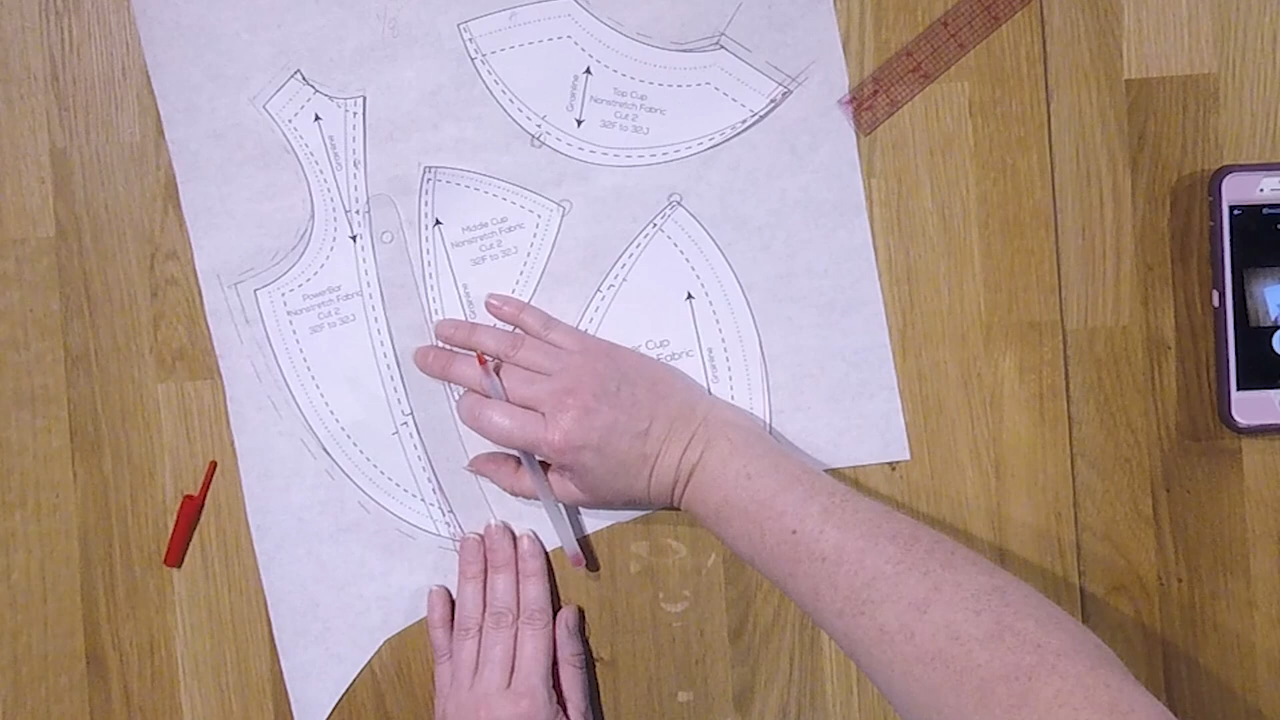 Top Cup
Nonstretch Fabric
Cut 2
32F to 32J
Grainline
Grainline
PowerBar
Nonstretch Fabric
Cut 2
32F to 32J
Middle Cup
Nonstretch Fabric
Cut 2
32F to 32J
Grainline
Cup
Fabric
Grainline